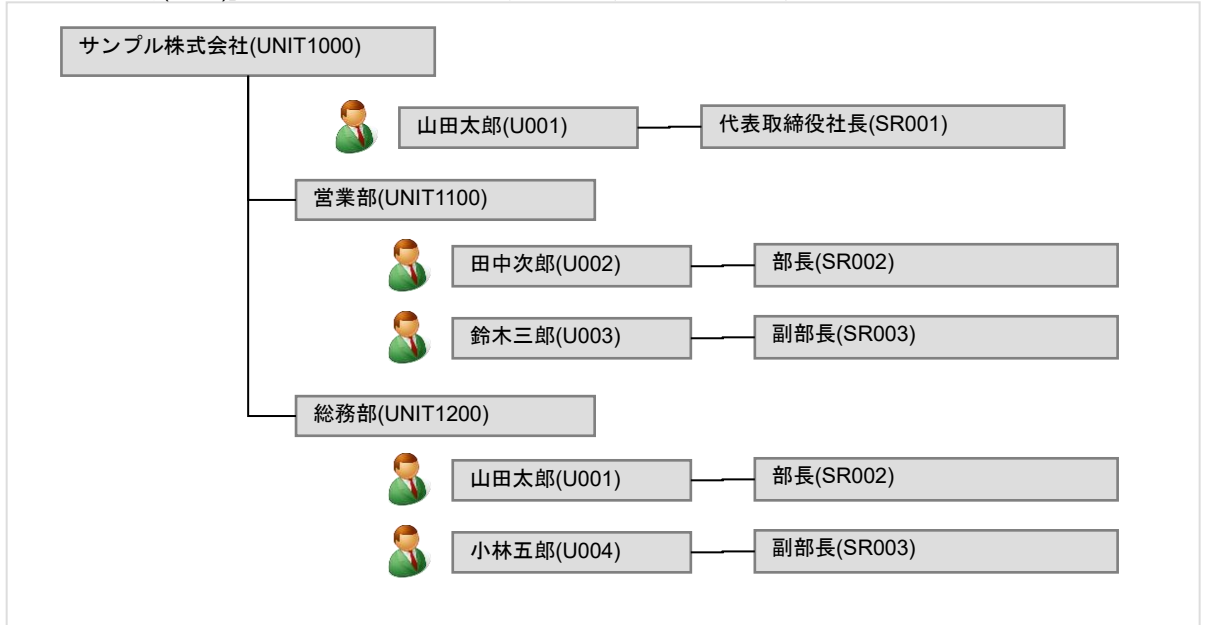 サンプル株式会社(UNIT1000)
山田太郎(U001)
代表取締役社長(SR001)
営業部(UNIT1100)
田中次郎(U002)
部長(SR002)
鈴木三郎(U003)
副部長(SR003)
総務部(UNIT1200)
山田太郎(U001)
部長(SR002)
小林五郎(U004)
副部長(SR003)